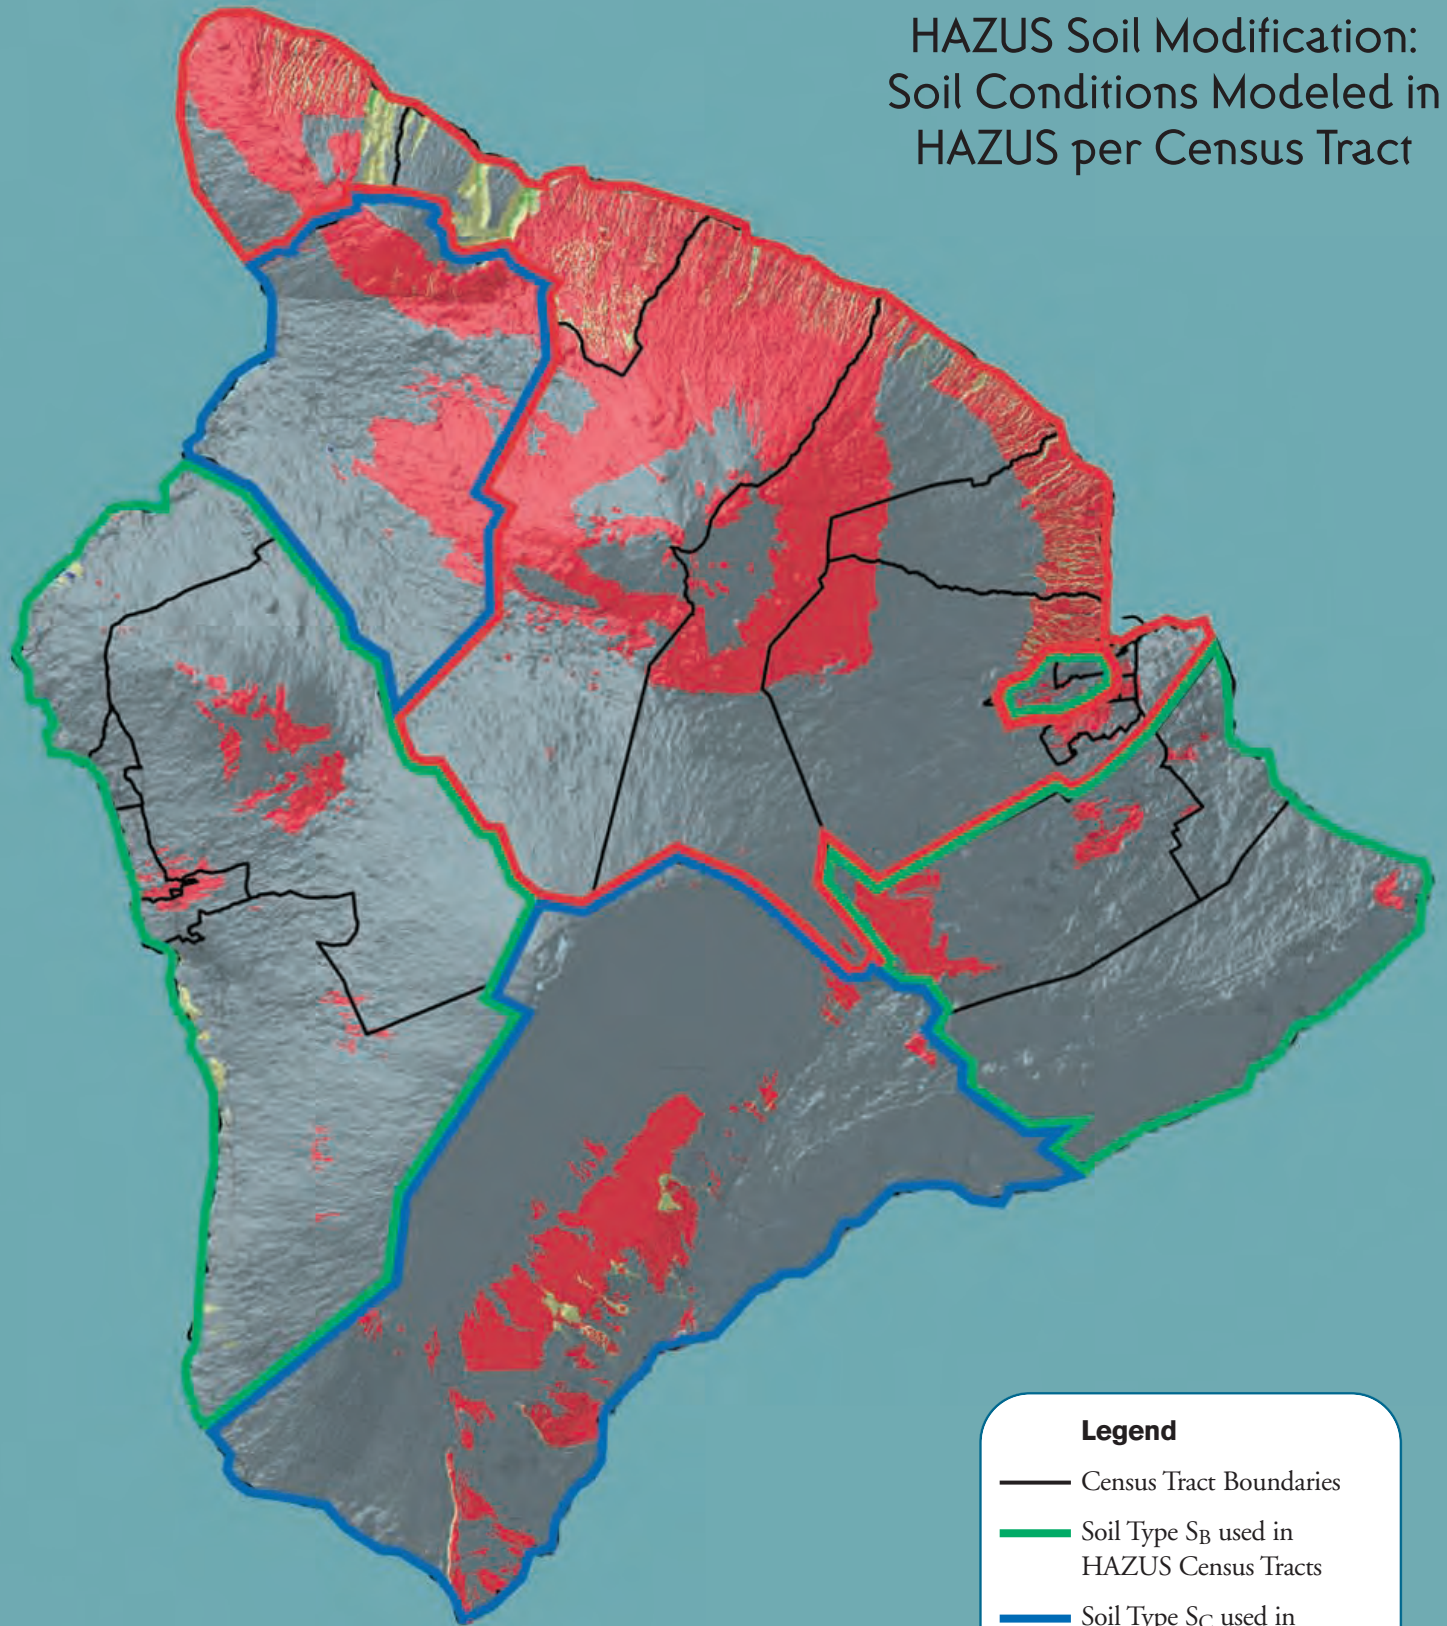 HAZUS Soil Modification:
Soil Conditions Modeled in
HAZUS per Census Tract
Legend
Census Tract Boundaries
Soil Type SB used in
HAZUS Census Tracts
Soil Type SC used in